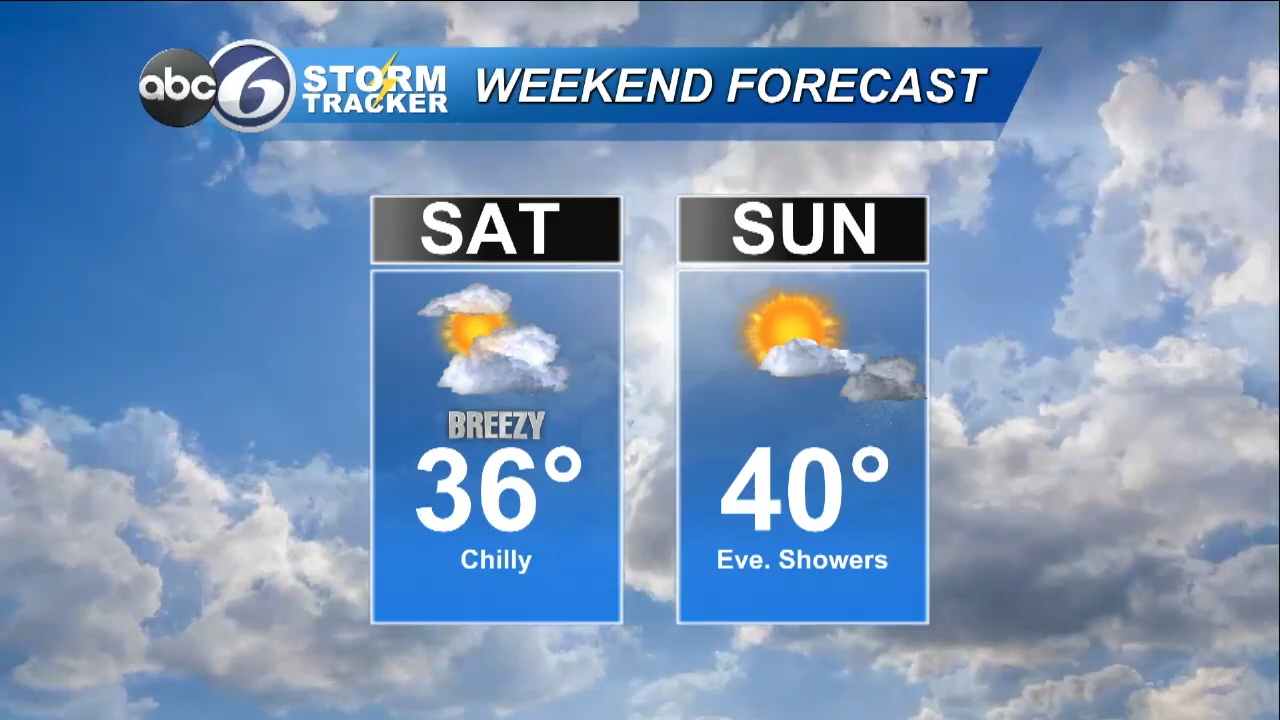 abc 6 STORM TRACKER WEEKEND FORECAST
SAT
BREEZY
36°
Chilly
SUN
40°
Eve. Showers